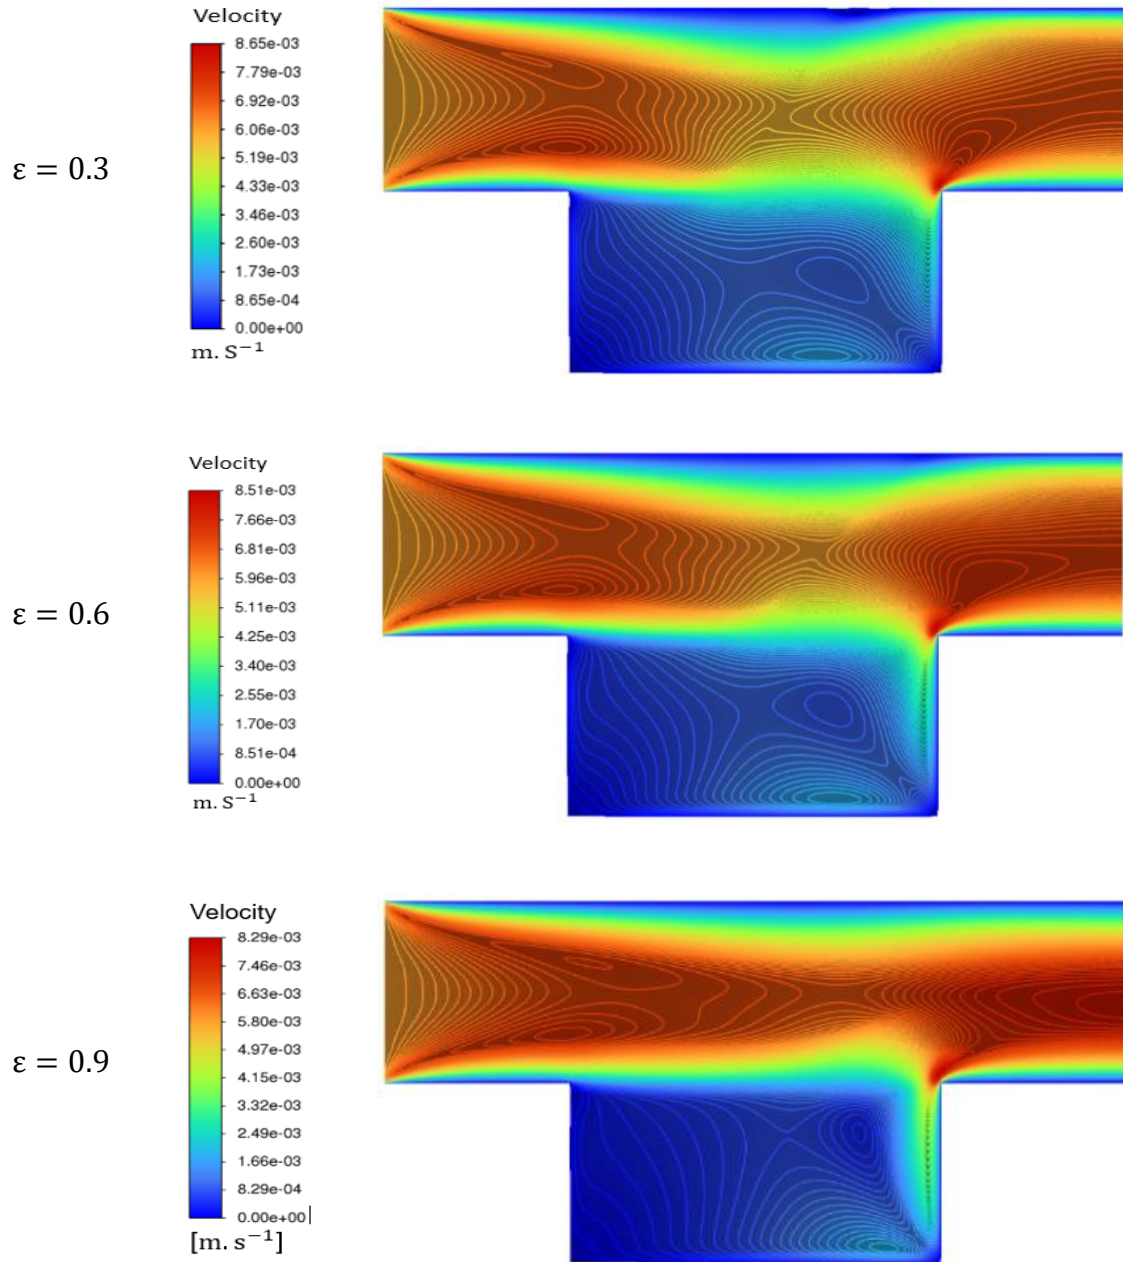 Velocity
8.65e-03
7.79e-03
6.92e-03
6.06e-03
5.19e-03
4.33e-03
3.46e-03
2.60e-03
1.73e-03
8.65e-04
0.00e+00
m. S⁻¹
ε = 0.3
Velocity
8.51e-03
7.66e-03
6.81e-03
5.96e-03
5.11e-03
4.25e-03
3.40e-03
2.55e-03
1.70e-03
8.51e-04
0.00e+00
m. S⁻¹
ε = 0.6
Velocity
8.29e-03
7.46e-03
6.63e-03
5.80e-03
4.97e-03
4.15e-03
3.32e-03
2.49e-03
1.66e-03
8.29e-04
0.00e+00
[m. s⁻¹]
ε = 0.9